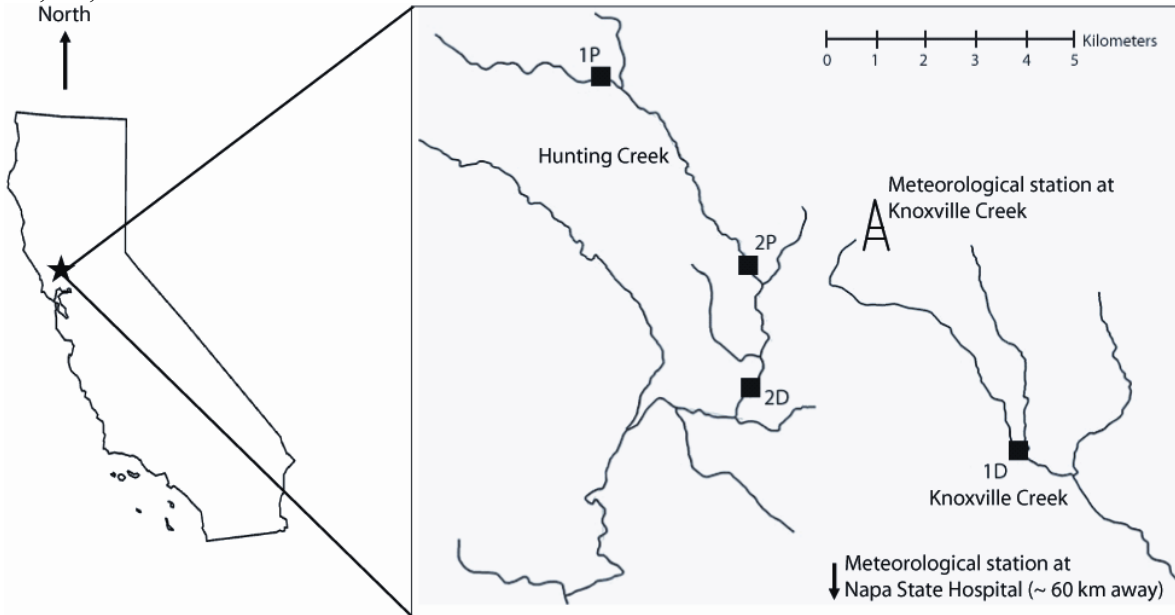 North
1P
0 1 2 3 4 5
Kilometers
Hunting Creek
Meteorological station at
Knoxville Creek
2P
2D
1D
Knoxville Creek
Meteorological station at
Napa State Hospital (~ 60 km away)